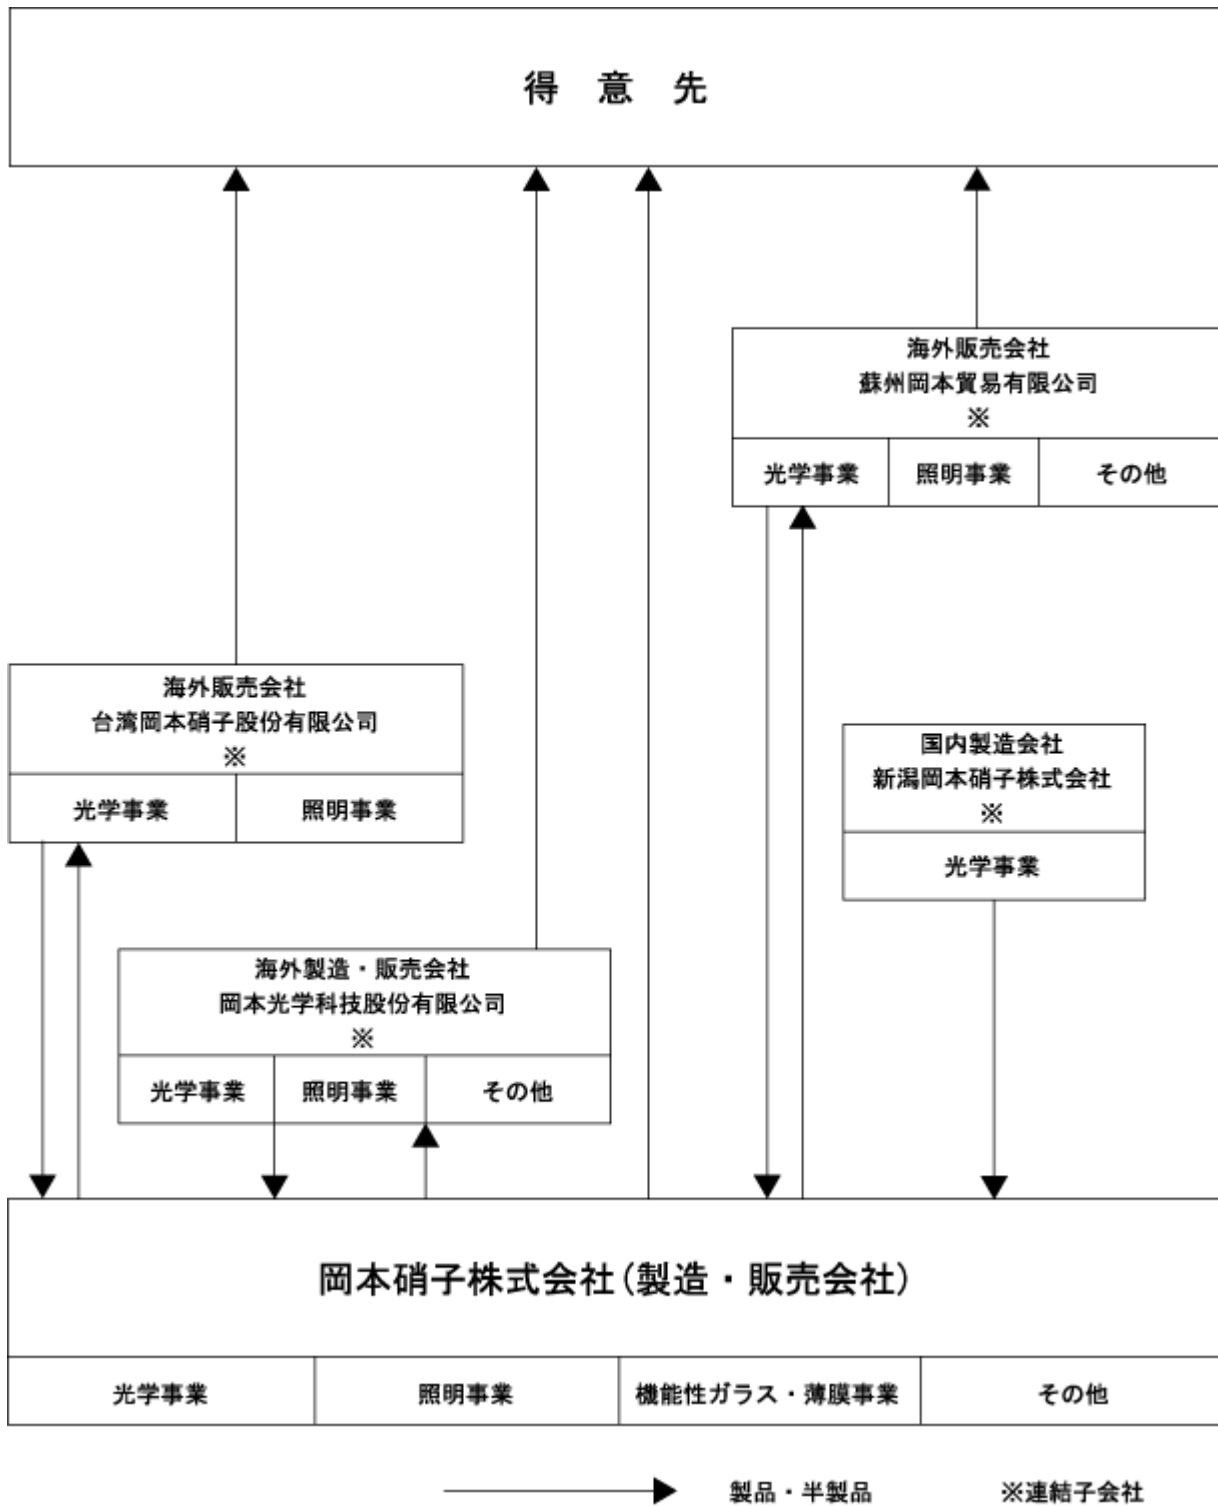 得 意 先
海外販売会社
蘇州岡本貿易有限公司
※
光学事業 照明事業 その他
海外販売会社
台湾岡本硝子股份有限公司
※
光学事業 照明事業
国内製造会社
新潟岡本硝子株式会社
※
光学事業
海外製造・販売会社
岡本光学科技股份有限公司
※
光学事業 照明事業 その他
岡本硝子株式会社(製造・販売会社)
光学事業 照明事業 機能性ガラス・薄膜事業 その他
製品・半製品 ※連結子会社